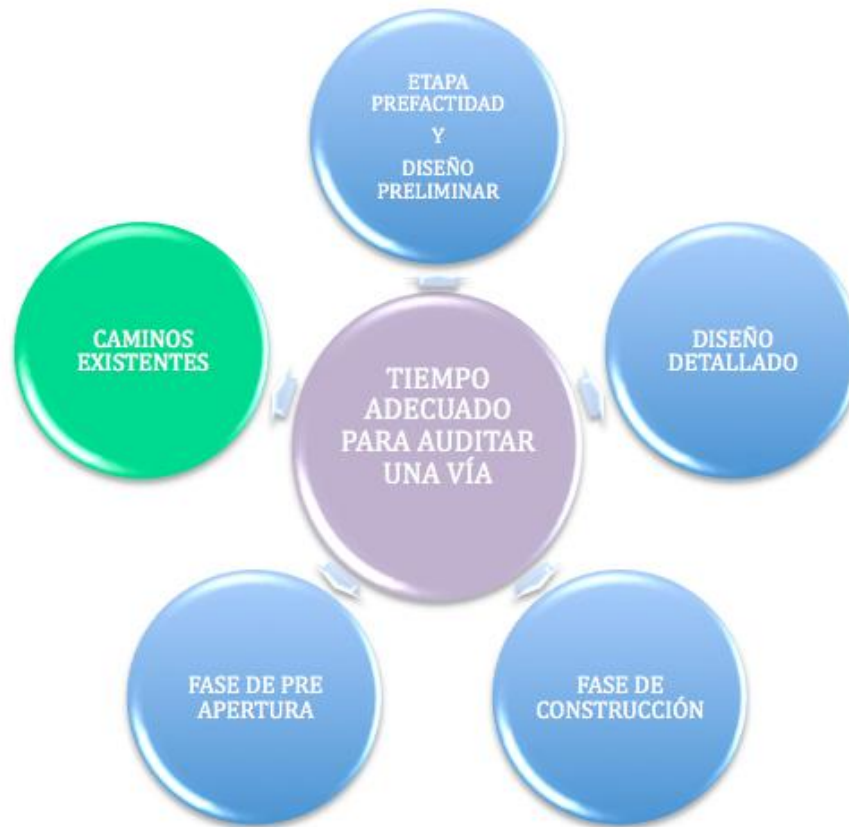 ETAPA
PREFACTIDAD
Y
DISEÑO
PRELIMINAR
CAMINOS
EXISTENTES
DISEÑO
DETALLADO
TIEMPO
ADECUADO
PARA AUDITAR
UNA VÍA
FASE DE PRE
APERTURA
FASE DE
CONSTRUCCIÓN